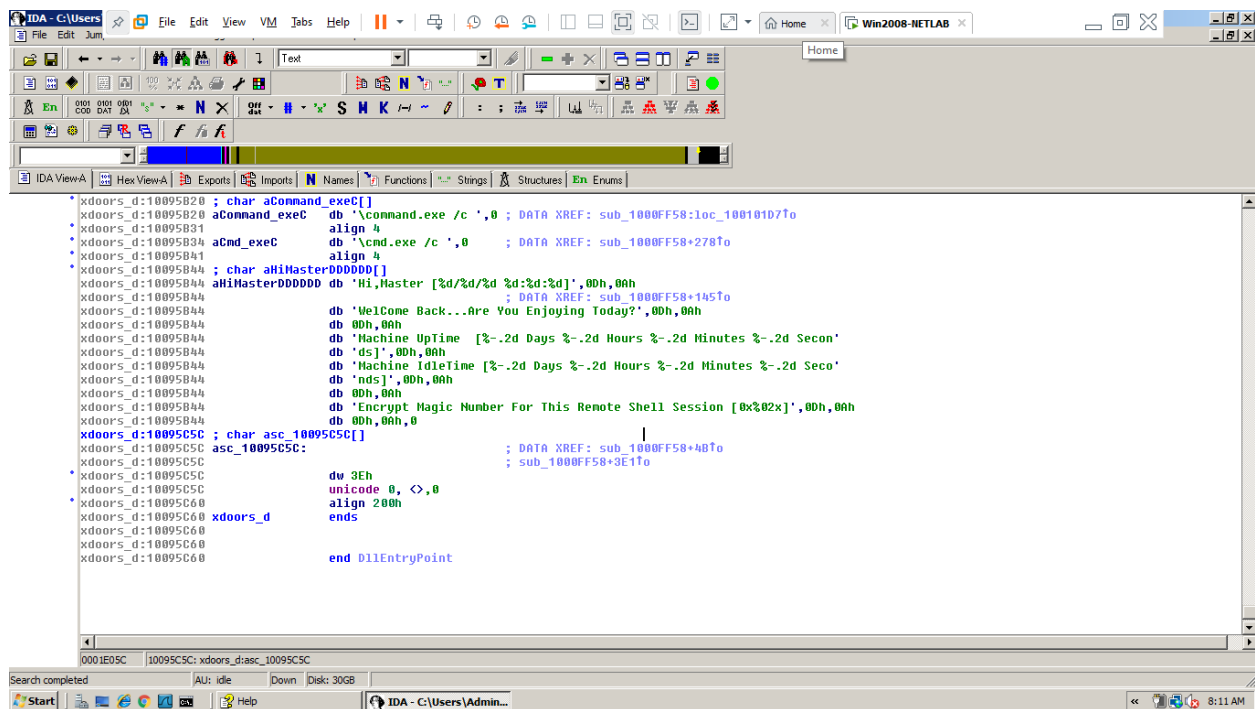 IDA - C:\Users
File Edit View VM Tabs Help
Home
Win2008-NETLAB
File Edit Jum
Home
Text
En
IDA View-A
Hex View-A
Exports
Imports
N Names
Functions
Strings
Structures
En Enums
xdoors_d:10095B20 ; char aCommand_exeC[]
xdoors_d:10095B20 aCommand_exeC db '\command.exe /c ',0 ; DATA XREF: sub_1000FF58:loc_100101D7↑o
xdoors_d:10095B31 align 4
xdoors_d:10095B34 aCmd_exeC db '\cmd.exe /c ',0 ; DATA XREF: sub_1000FF58+278↑o
xdoors_d:10095B41 align 4
xdoors_d:10095B44 ; char aHiMasterDDDDDD[]
xdoors_d:10095B44 aHiMasterDDDDDD db 'Hi,Master [%d/%d/%d %d:%d:%d]',0Dh,0Ah
xdoors_d:10095B44 ; DATA XREF: sub_1000FF58+145↑o
xdoors_d:10095B44 db 'WelCome Back...Are You Enjoying Today?',0Dh,0Ah
xdoors_d:10095B44 db 0Dh,0Ah
xdoors_d:10095B44 db 'Machine UpTime  [%-.2d Days %-.2d Hours %-.2d Minutes %-.2d Secon'
xdoors_d:10095B44 db 'ds]',0Dh,0Ah
xdoors_d:10095B44 db 'Machine IdleTime [%-.2d Days %-.2d Hours %-.2d Minutes %-.2d Seco'
xdoors_d:10095B44 db 'nds]',0Dh,0Ah
xdoors_d:10095B44 db 0Dh,0Ah
xdoors_d:10095B44 db 'Encrypt Magic Number For This Remote Shell Session [0x%02x]',0Dh,0Ah
xdoors_d:10095B44 db 0Dh,0Ah,0
xdoors_d:10095C5C ; char asc_10095C5C[]
xdoors_d:10095C5C asc_10095C5C: ; DATA XREF: sub_1000FF58+4B↑o
xdoors_d:10095C5C ; sub_1000FF58+3E1↑o
xdoors_d:10095C5C dw 3Eh
xdoors_d:10095C5C unicode 0, <>,0
xdoors_d:10095C60 align 200h
xdoors_d:10095C60 xdoors_d ends
xdoors_d:10095C60
xdoors_d:10095C60
xdoors_d:10095C60 end DllEntryPoint
0001E05C 10095C5C: xdoors_d:asc_10095C5C
Search completed AU: idle Down Disk: 30GB
Start Help IDA - C:\Users\Admin... 8:11 AM